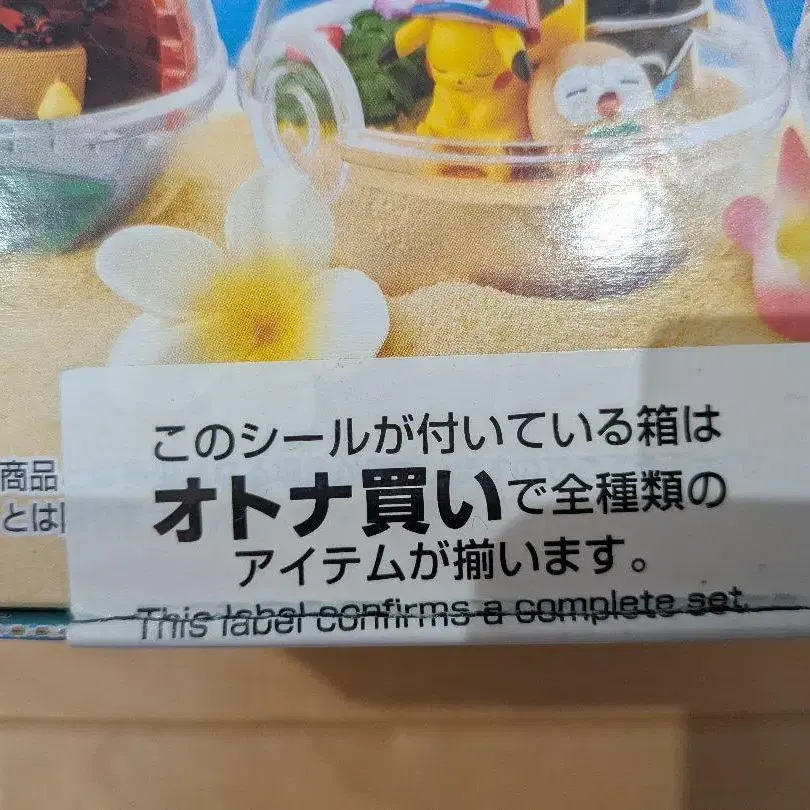 このシールが付いている箱は
オトナ買いで全種類の
アイテムが揃います。
This label confirms a complete set
商品
とは